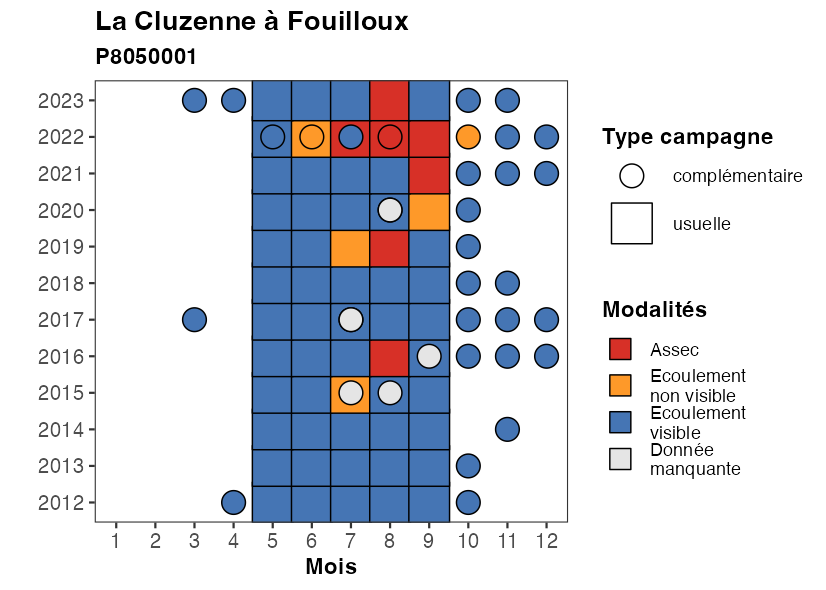 La Cluzenne à Fouilloux
P8050001
2023
2022
2021
2020
2019
2018
2017
2016
2015
2014
2013
2012
1 2 3 4 5 6 7 8 9 10 11 12
Mois
Type campagne
complémentaire
usuelle
Modalités
Assec
Ecoulement
non visible
Ecoulement
visible
Donnée
manquante